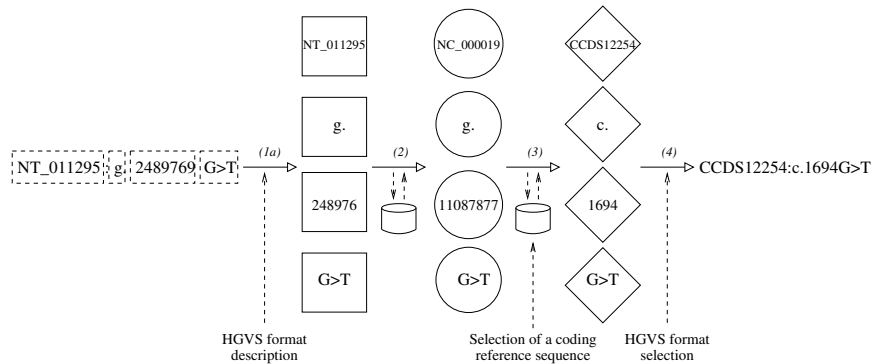 NT_011295
NC_000019
CCDS12254
g.
g.
c.
NT_011295 : g. 2489769 G>T
(1a)
(2)
(3)
(4)
CCDS12254:c.1694G>T
248976
11087877
1694
G>T
G>T
G>T
HGVS format
description
Selection of a coding
reference sequence
HGVS format
selection